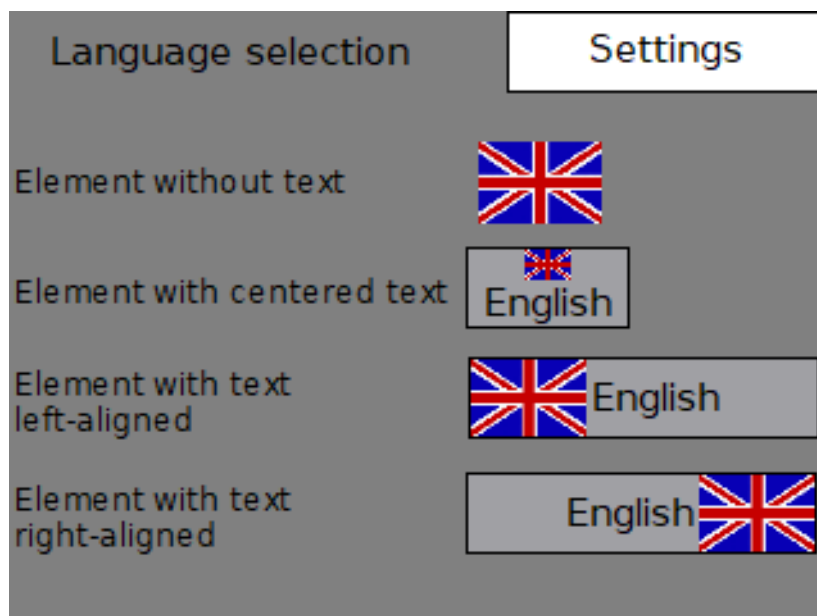 Language selection
Settings
Element without text
Element with centered text
English
Element with text
left-aligned
English
Element with text
right-aligned
English